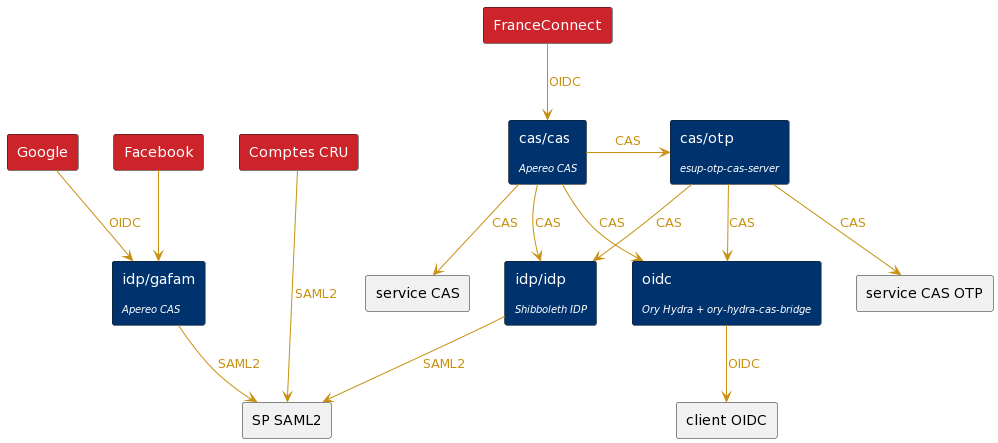 FranceConnect
OIDC
Google
Facebook
Comptes CRU
cas/cas
Apereo CAS
CAS
cas/otp
esup-otp-cas-server
OIDC
CAS
CAS
CAS
CAS
CAS
CAS
idp/gafam
Apereo CAS
SAML2
service CAS
idp/idp
Shibboleth IDP
oidc
Ory Hydra + ory-hydra-cas-bridge
service CAS OTP
SAML2
SAML2
OIDC
SP SAML2
client OIDC